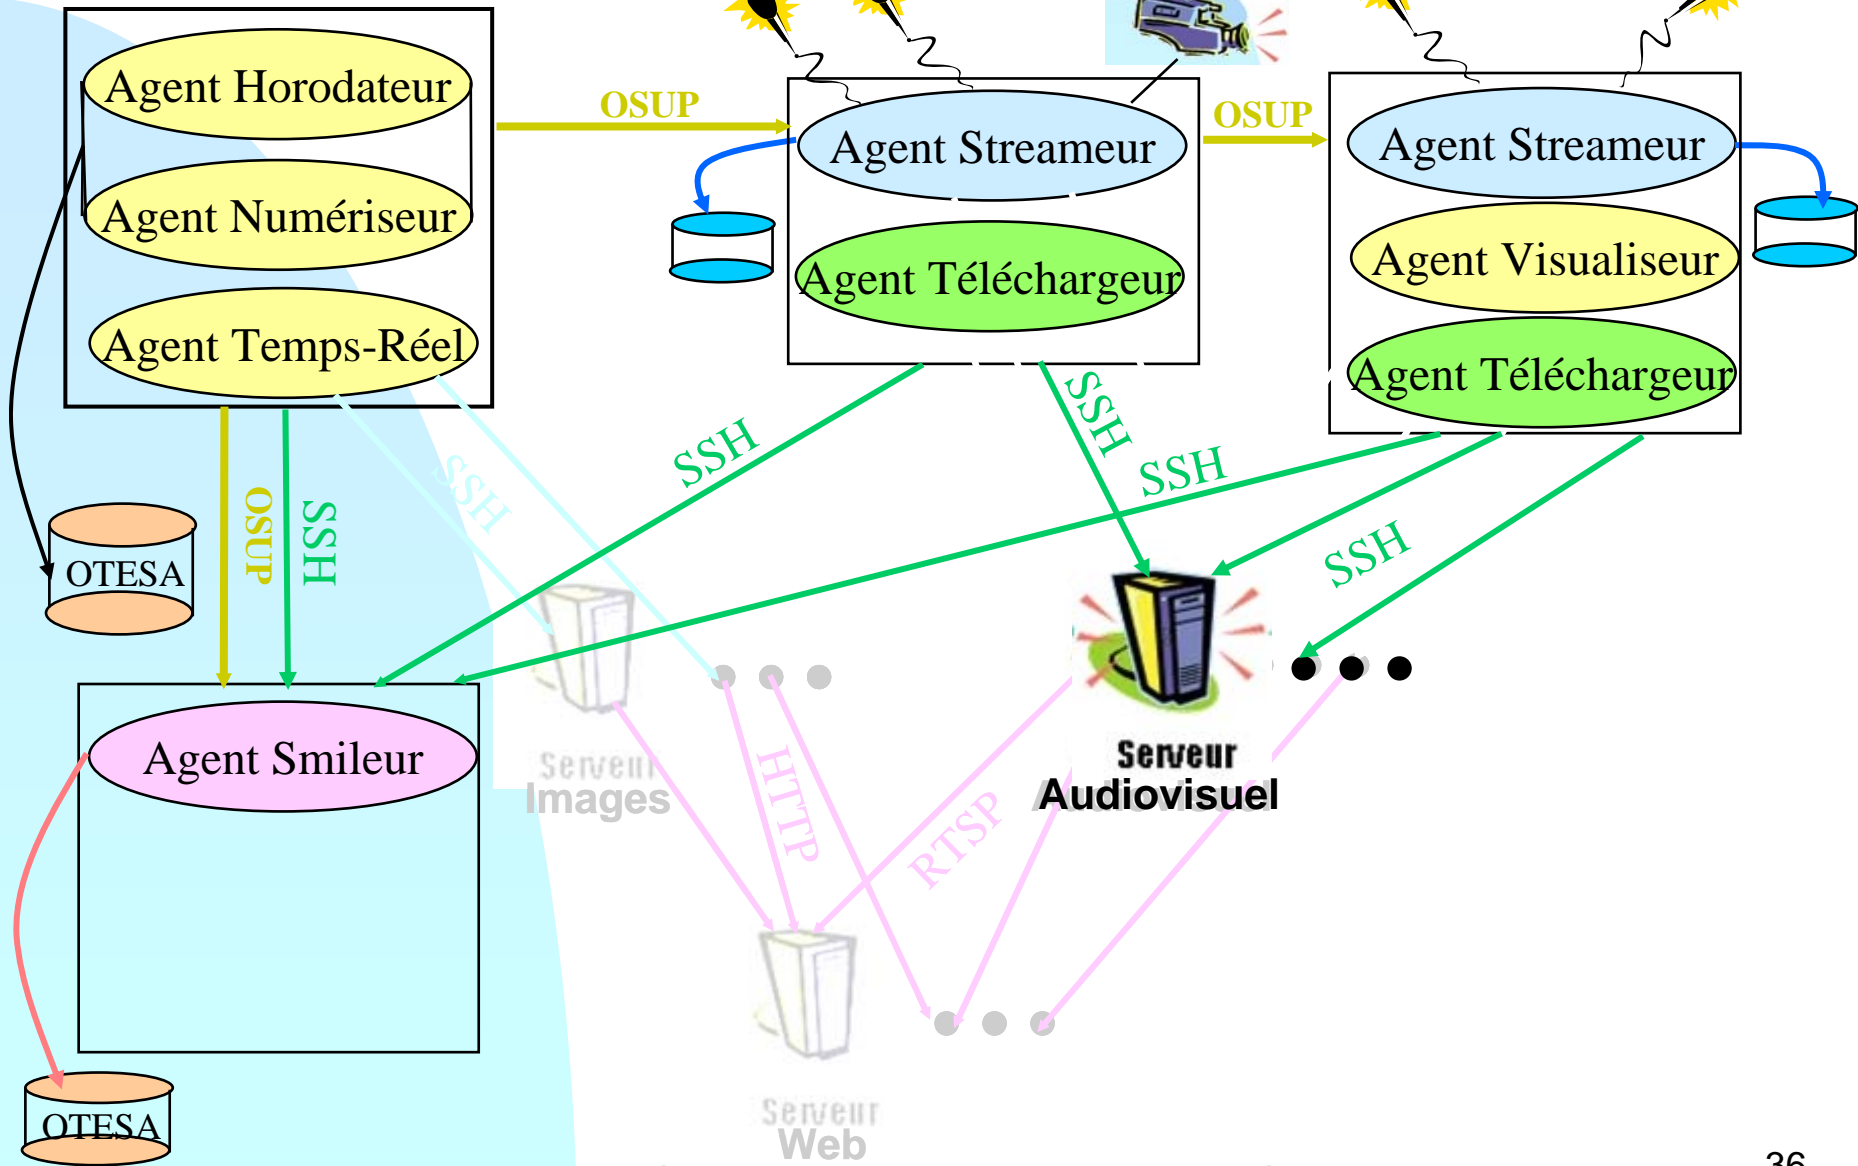 Agent Horodateur
Agent Numériseur
Agent Temps-Réel
OSUP
Agent Streameur
Agent Téléchargeur
OSUP
Agent Streameur
Agent Visualiseur
Agent Téléchargeur
OTESA
OSUP
SSH
SSH
SSH
SSH
SSH
SSH
Agent Smileur
Serveur
Images
HTTP
RTSP
Serveur
Audiovisuel
OTESA
Serveur
Web
36